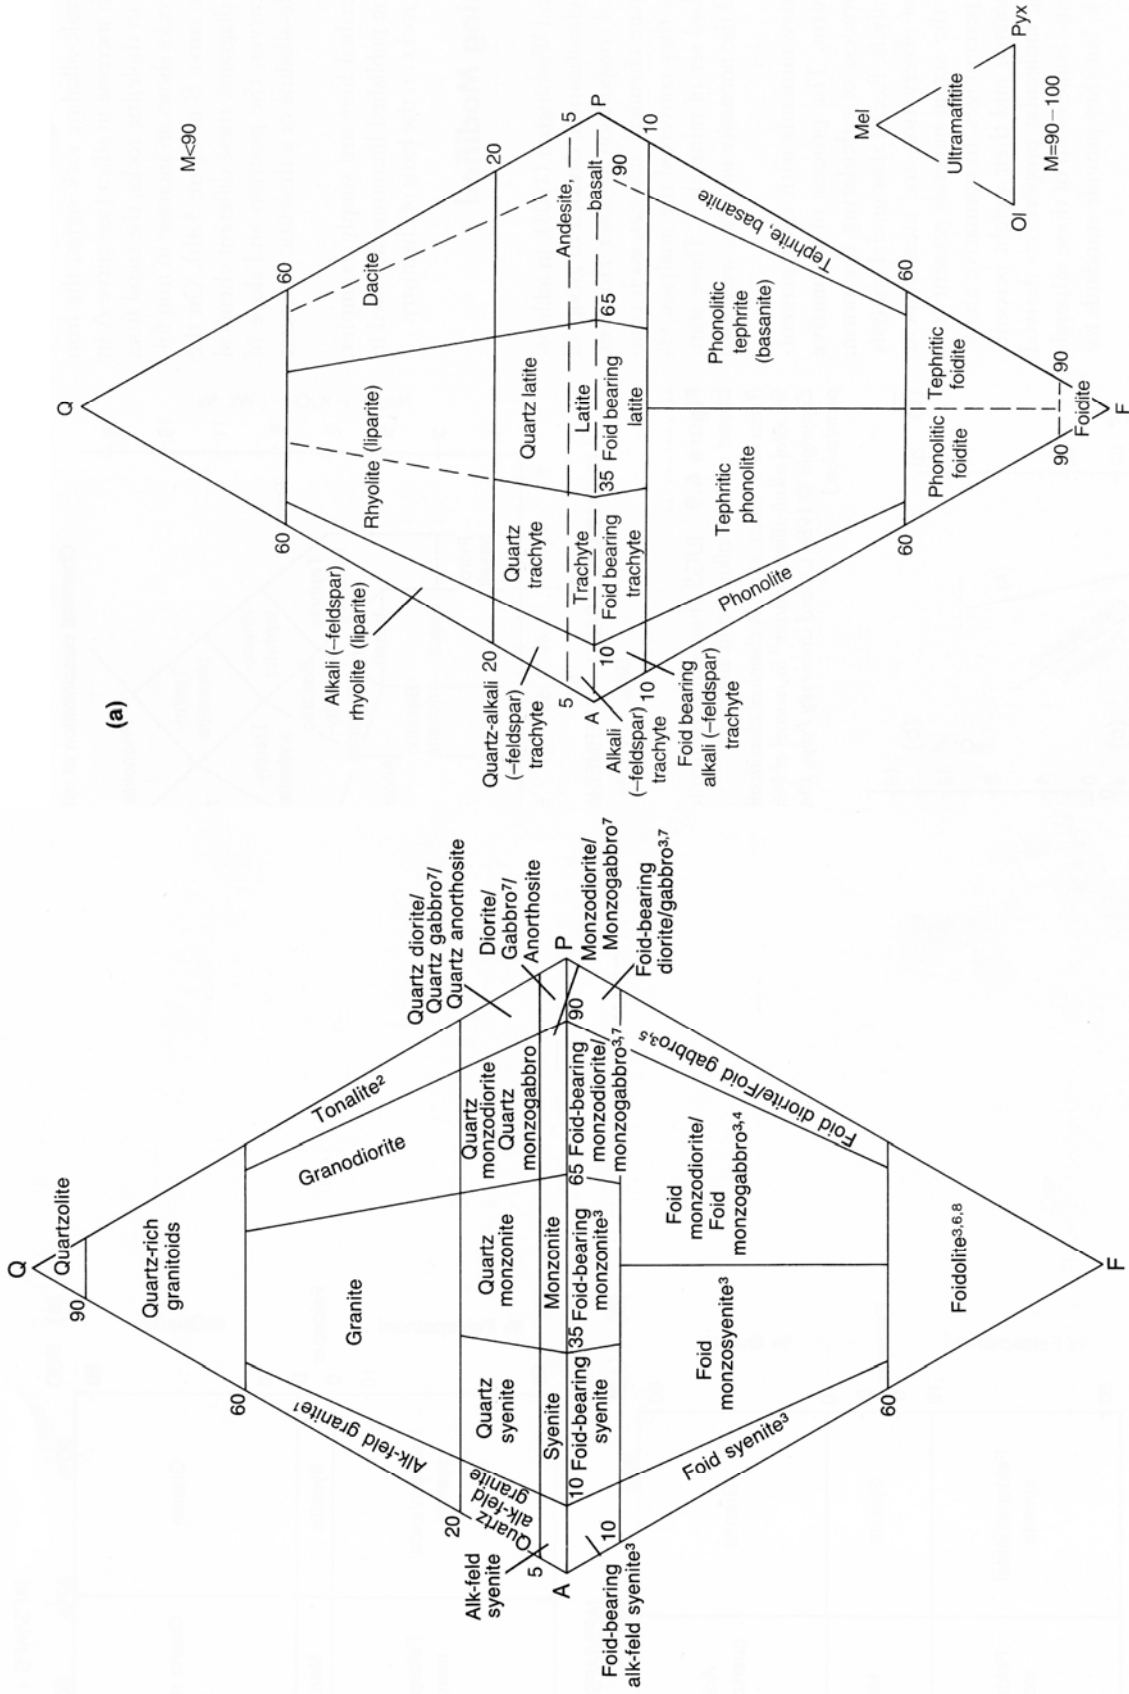 (a)
M<90
Q
60
60
Alkali (–feldspar)
rhyolite (liparite)
Rhyolite (liparite)
Dacite
20
20
Quartz-alkali
(–feldspar)
trachyte
Quartz
trachyte
Quartz latite
5
5
Andesite,
basalt
Trachyte
Latite
A
P
Alkali
(–feldspar)
trachyte
10
35
65
90
Foid bearing
trachyte
Foid bearing
latite
10
10
Foid bearing
alkali (–feldspar)
trachyte
Phonolite
Tephritic
phonolite
Phonolitic
tephrite
(basanite)
Tephrite, basanite
60
60
Phonolitic
foidite
Tephritic
foidite
90
90
Foidite
F
Mel
Ultramafitite
Ol
Pyx
M=90–100
Q
90
Quartzolite
Quartz-rich
granitoids
60
Alk-feld granite¹
Granite
Granodiorite
Tonalite²
20
Quartz
alk-feld
granite
Quartz
syenite
Quartz
monzonite
Quartz
monzodiorite
Quartz
monzogabbro
Quartz diorite/
Quartz gabbro⁷/
Quartz anorthosite
5
Alk-feld
syenite
Syenite
Monzonite
Diorite/
Gabbro⁷/
Anorthosite
Monzodiorite/
Monzogabbro⁷
A
P
10
35
65
90
10
Foid-bearing
alk-feld syenite³
Foid-bearing
syenite
Foid-bearing
monzonite³
Foid-bearing
monzodiorite/
monzogabbro³,⁷
Foid-bearing
diorite/gabbro³,⁷
Foid syenite³
Foid
monzosyenite³
Foid
monzodiorite/
Foid
monzogabbro³,⁴
Foid diorite/Foid gabbro³,⁵
60
Foidolite³,⁶,⁸
F